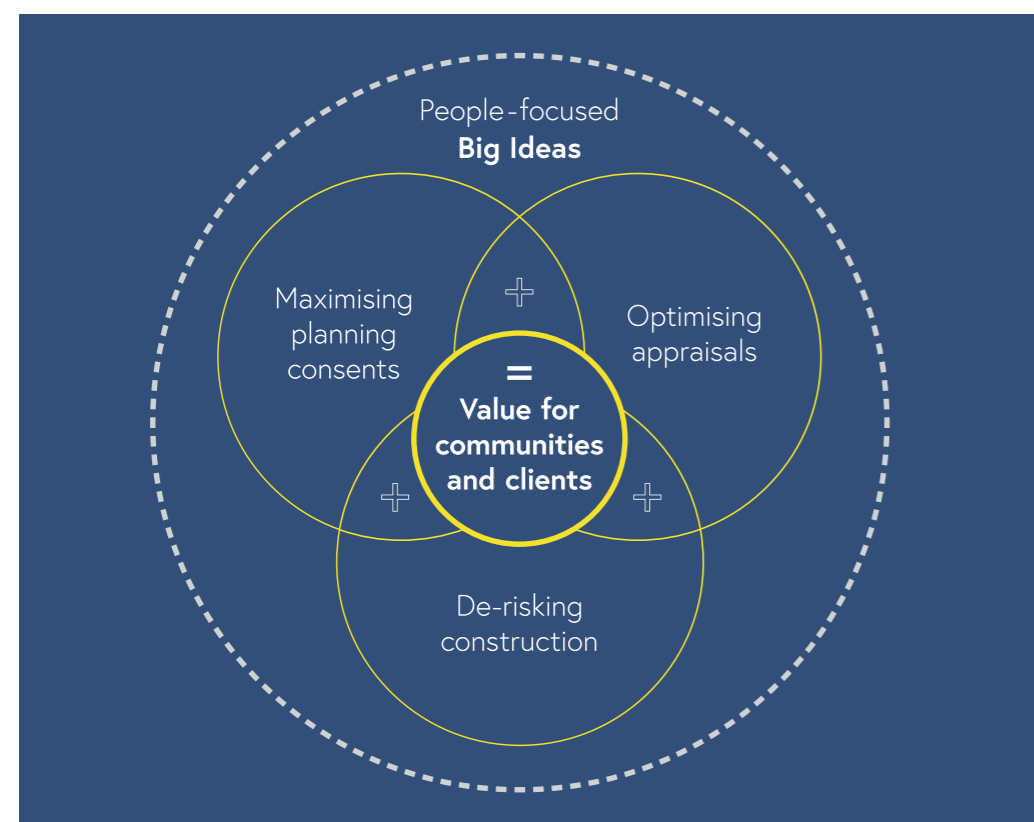 People-focused
Big Ideas
Maximising
planning
consents
+
Optimising
appraisals
=
Value for
communities
and clients
+
+
De-risking
construction